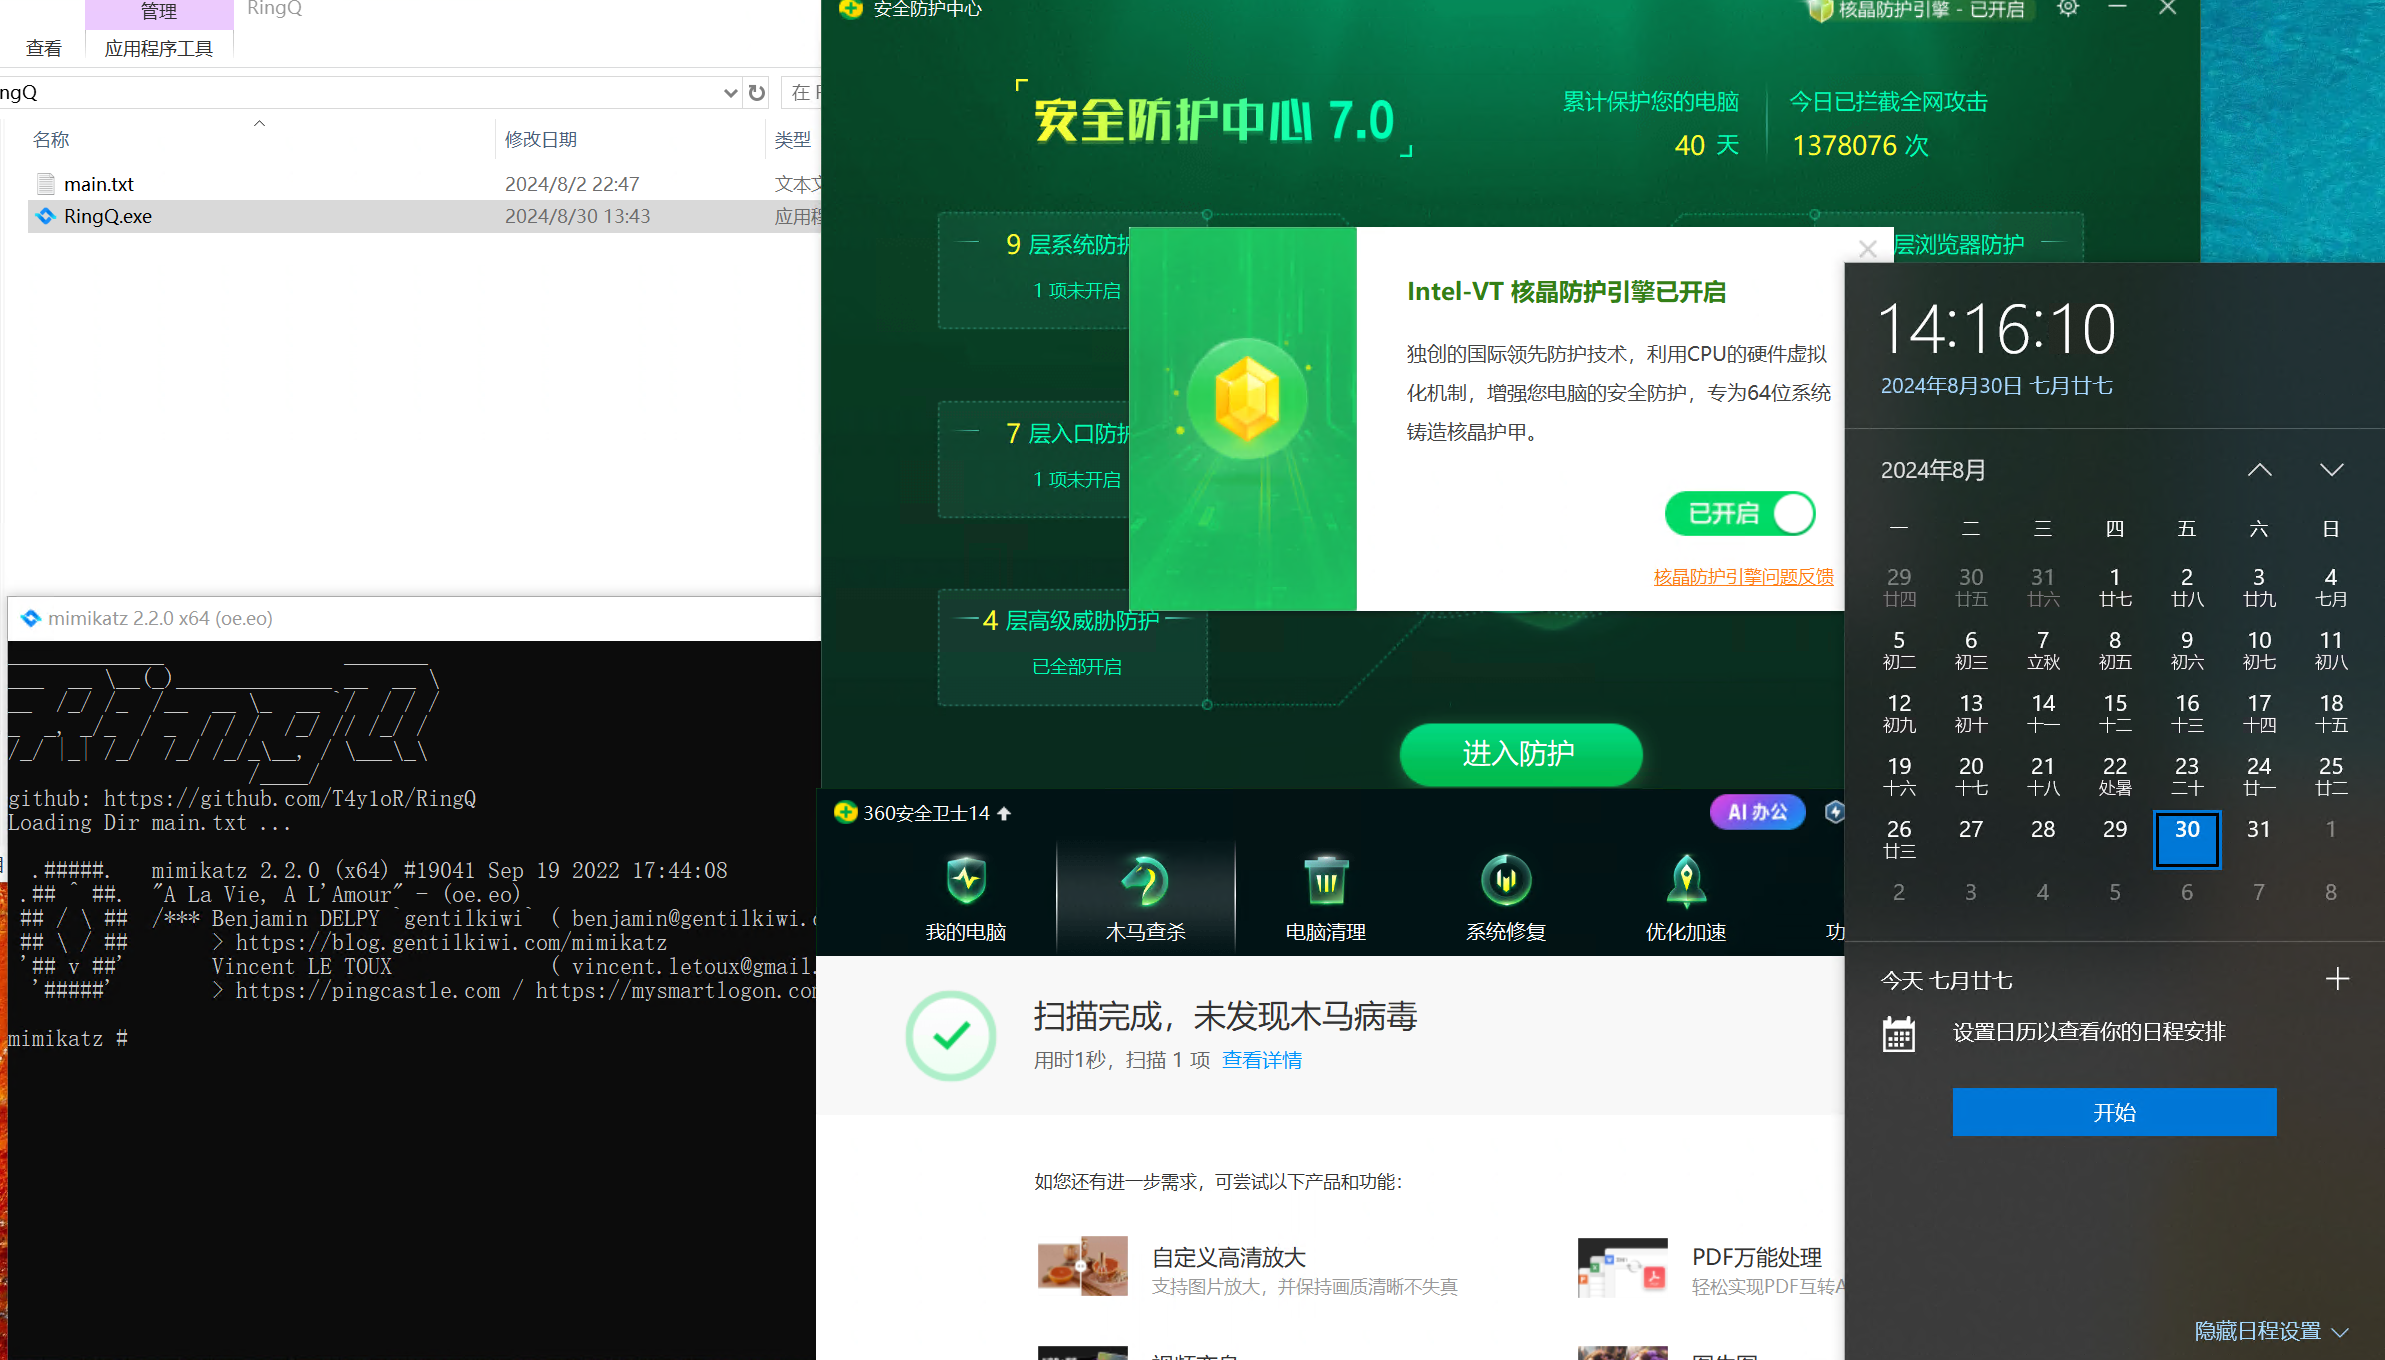 管理
RingQ
查看
应用程序工具
ngQ
在
名称
修改日期
类型
main.txt
2024/8/2 22:47
文本文
RingQ.exe
2024/8/30 13:43
应用程
安全防护中心
核晶防护引擎 - 已开启
安全防护中心 7.0
累计保护您的电脑
40 天
今日已拦截全网攻击
1378076 次
9 层系统防护
1 项未开启
层浏览器防护
7 层入口防护
1 项未开启
4 层高级威胁防护
已全部开启
Intel-VT 核晶防护引擎已开启
独创的国际领先防护技术，利用CPU的硬件虚拟
化机制，增强您电脑的安全防护，专为64位系统
铸造核晶护甲。
已开启
核晶防护引擎问题反馈
进入防护
mimikatz 2.2.0 x64 (oe.eo)
github: https://github.com/T4y1oR/RingQ
Loading Dir main.txt ...
.#####.   mimikatz 2.2.0 (x64) #19041 Sep 19 2022 17:44:08
.## ^ ##.  "A La Vie, A L'Amour" - (oe.eo)
## / \ ##  /*** Benjamin DELPY `gentilkiwi` ( benjamin@gentilkiwi.
## \ / ##       > https://blog.gentilkiwi.com/mimikatz
'## v ##'       Vincent LE TOUX             ( vincent.letoux@gmail.
'#####'        > https://pingcastle.com / https://mysmartlogon.com
mimikatz #
360安全卫士14
AI 办公
我的电脑
木马查杀
电脑清理
系统修复
优化加速
功
扫描完成，未发现木马病毒
用时1秒，扫描 1 项 查看详情
如您还有进一步需求，可尝试以下产品和功能：
自定义高清放大
支持图片放大，并保持画质清晰不失真
PDF万能处理
轻松实现PDF互转
14:16:10
2024年8月30日 七月廿七
2024年8月
一 二 三 四 五 六 日
29 30 31 1 2 3 4
廿四 廿五 廿六 廿七 廿八 廿九 七月
5 6 7 8 9 10 11
初二 初三 立秋 初五 初六 初七 初八
12 13 14 15 16 17 18
初九 初十 十一 十二 十三 十四 十五
19 20 21 22 23 24 25
十六 十七 十八 处暑 二十 廿一 廿二
26 27 28 29 30 31 1
廿三
2 3 4 5 6 7 8
今天 七月廿七
设置日历以查看你的日程安排
开始
隐藏日程设置